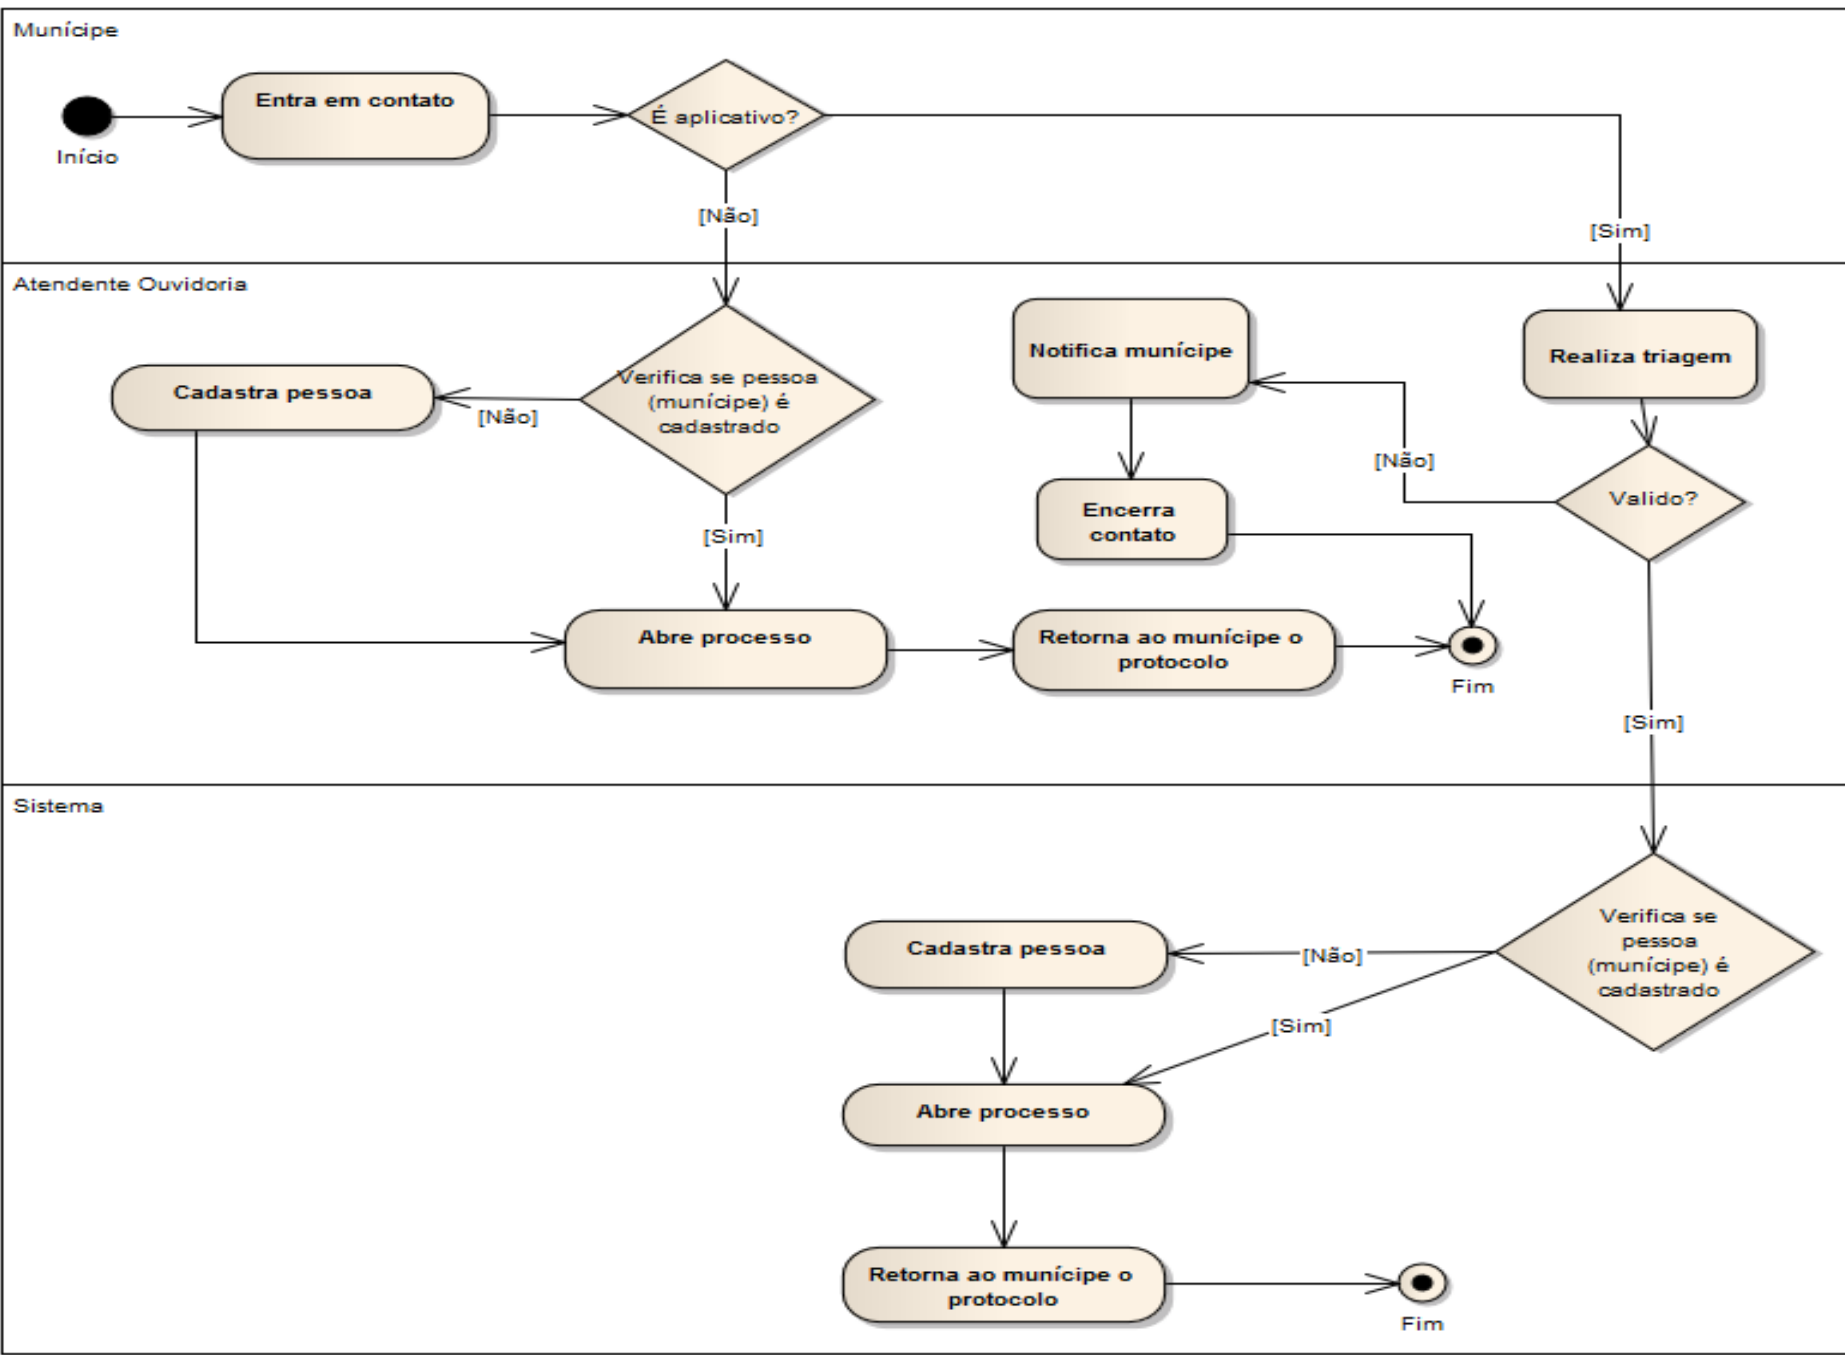 Munícipe
Entra em contato
É aplicativo?
Início
[Não]
[Sim]
Atendente Ouvidoria
Notifica munícipe
Realiza triagem
Cadastra pessoa
Verifica se pessoa
(munícipe) é
cadastrado
[Não]
[Não]
Valido?
Encerra
contato
[Sim]
Abre processo
Retorna ao munícipe o
protocolo
Fim
[Sim]
Sistema
Verifica se
pessoa
(munícipe) é
cadastrado
Cadastra pessoa
[Não]
[Sim]
Abre processo
Retorna ao munícipe o
protocolo
Fim